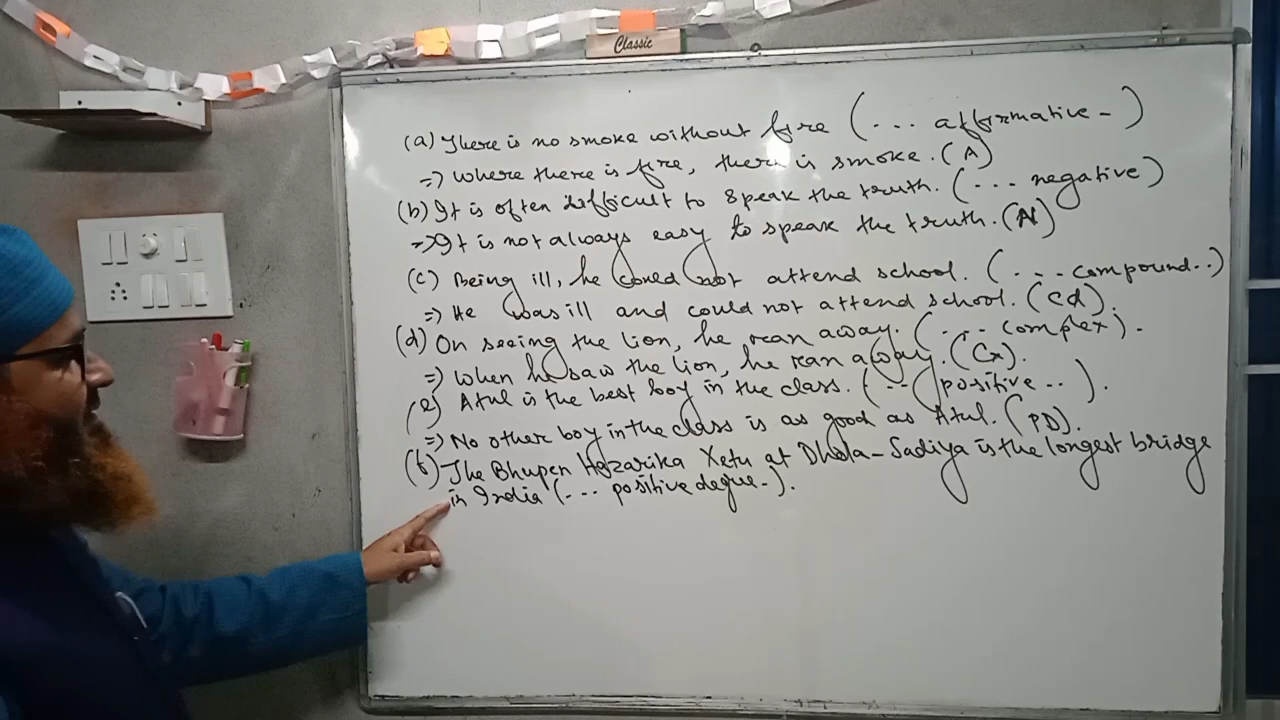 Classic
(a) There is no smoke without fire (... affirmative -)
=> Where there is fire, there is smoke. (A)
(b) It is often difficult to speak the truth. (... negative)
=> It is not always easy to speak the truth. (N)
(c) Being ill, he could not attend school. (... compound..)
=> He was ill and could not attend school. (Cd).
(d) On seeing the lion, he ran away. (... complex).
=> When he saw the lion, he ran away. (Cx).
(e) Atul is the best boy in the class. (... positive ..).
=> No other boy in the class is as good as Atul. (PD).
(f) The Bhupen Hazarika Xetu at Dhola-Sadiya is the longest bridge
in India (... positive degree-).